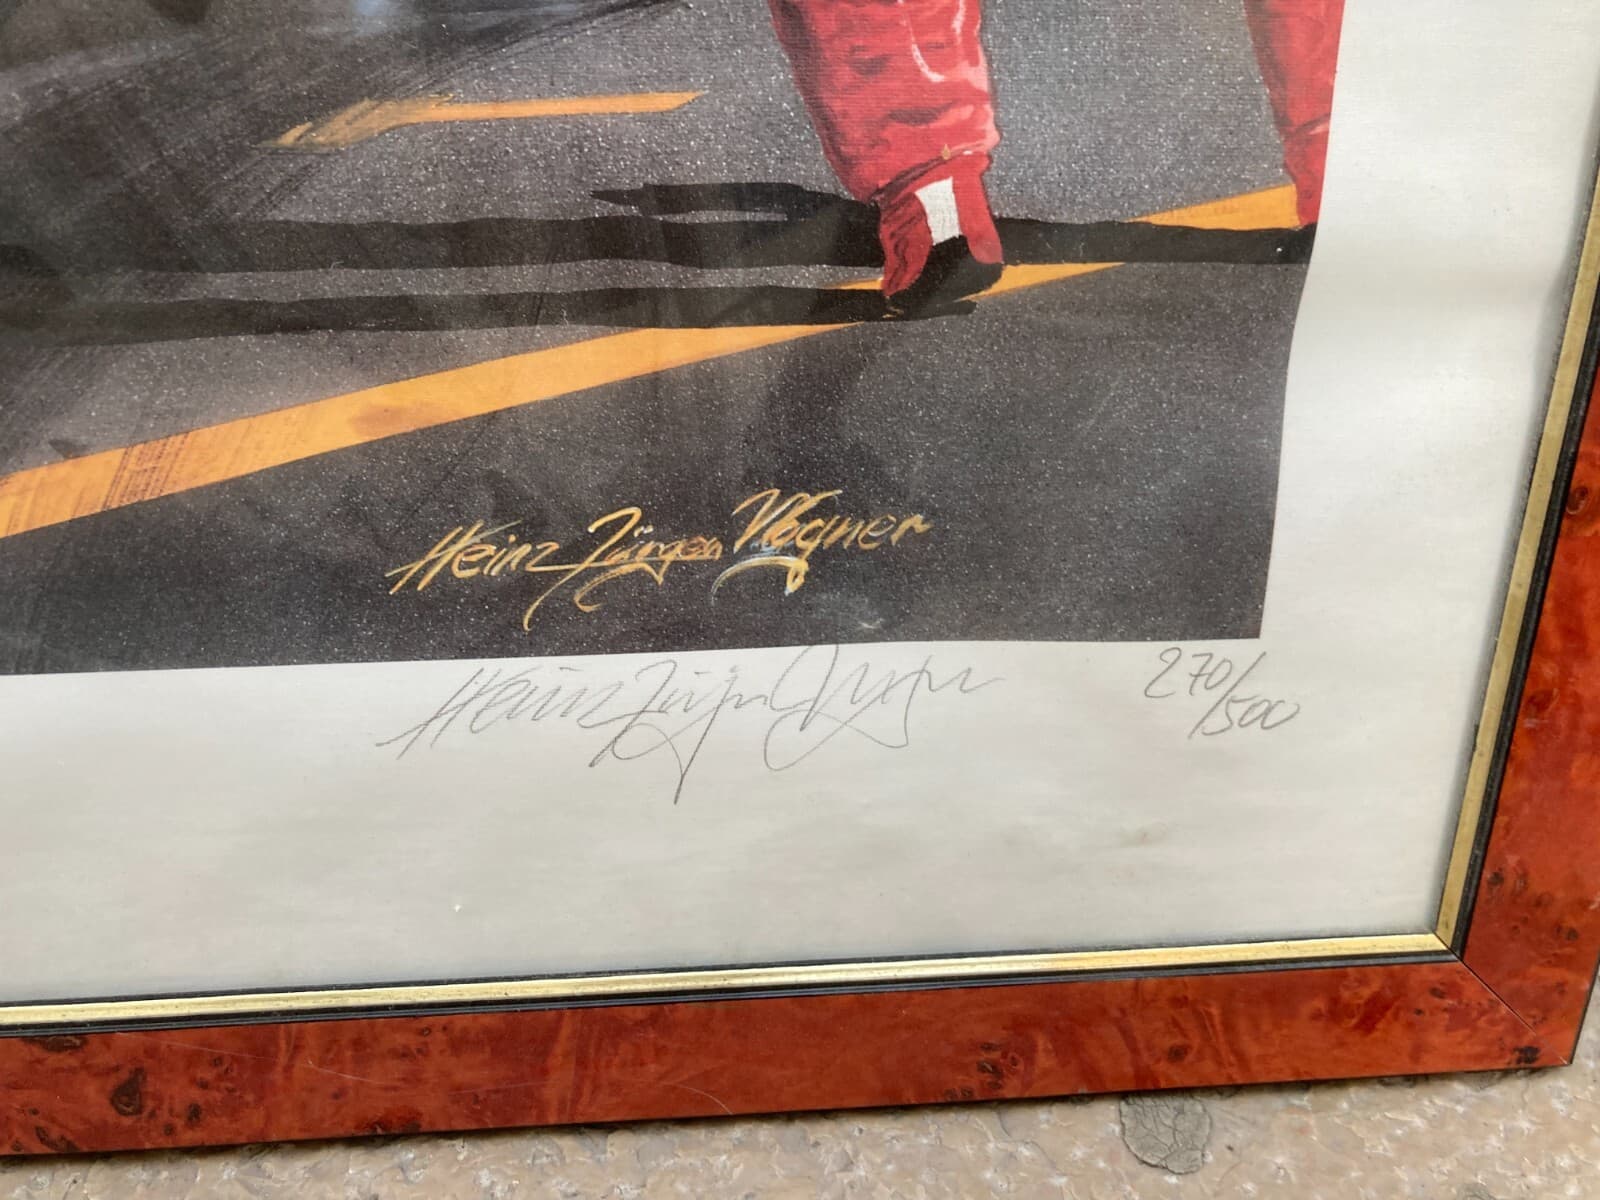 Heinz Jürgen Wagner
Heinz Jürgen Wagner 270/500